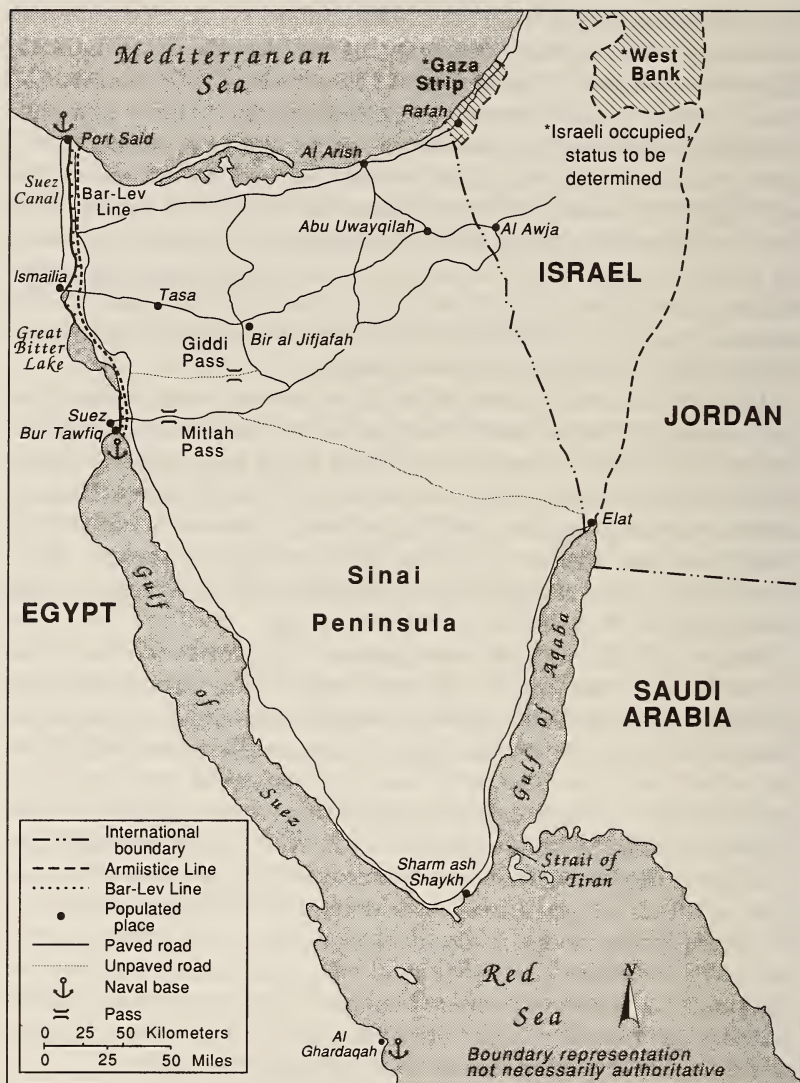 Mediterranean
Sea
*Gaza
Strip
*West
Bank
Rafah
Port Said
Al Arish
*Israeli occupied,
status to be
determined
Suez
Canal
Bar-Lev
Line
Abu Uwayqilah
Al Awja
ISRAEL
Ismailia
Tasa
Great
Bitter
Lake
Giddi
Pass
Bir al Jifjafah
Suez
Bur Tawfiq
Mitlah
Pass
JORDAN
Elat
Sinai
Peninsula
EGYPT
Gulf
of
Suez
Gulf of Aqaba
SAUDI
ARABIA
Sharm ash
Shaykh
Strait of
Tiran
International
boundary
Armiistice Line
Bar-Lev Line
Populated
place
Paved road
Unpaved road
Naval base
Pass
0 25 50 Kilometers
0 25 50 Miles
Red
Sea
N
Al
Ghardaqah
Boundary representation
not necessarily authoritative